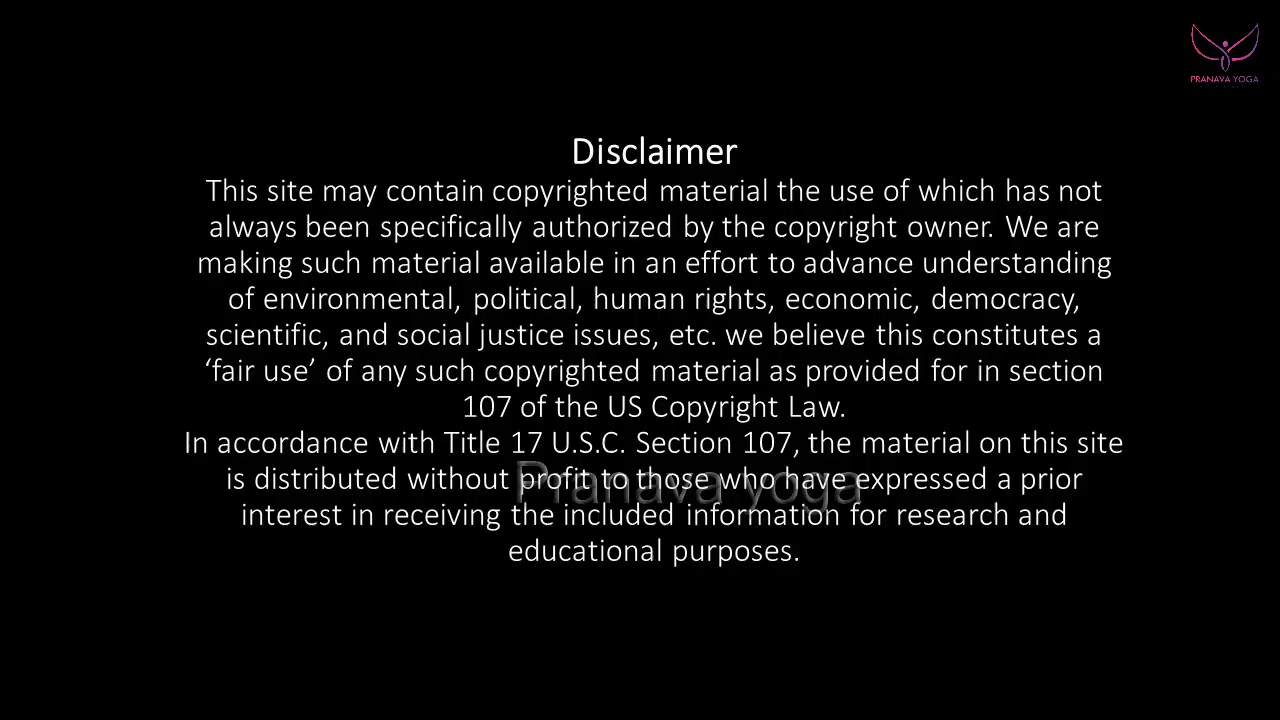 PRANAVA YOGA
Disclaimer
This site may contain copyrighted material the use of which has not
always been specifically authorized by the copyright owner. We are
making such material available in an effort to advance understanding
of environmental, political, human rights, economic, democracy,
scientific, and social justice issues, etc. we believe this constitutes a
‘fair use’ of any such copyrighted material as provided for in section
107 of the US Copyright Law.
In accordance with Title 17 U.S.C. Section 107, the material on this site
is distributed without profit to those who have expressed a prior
Pranava yoga
interest in receiving the included information for research and
educational purposes.